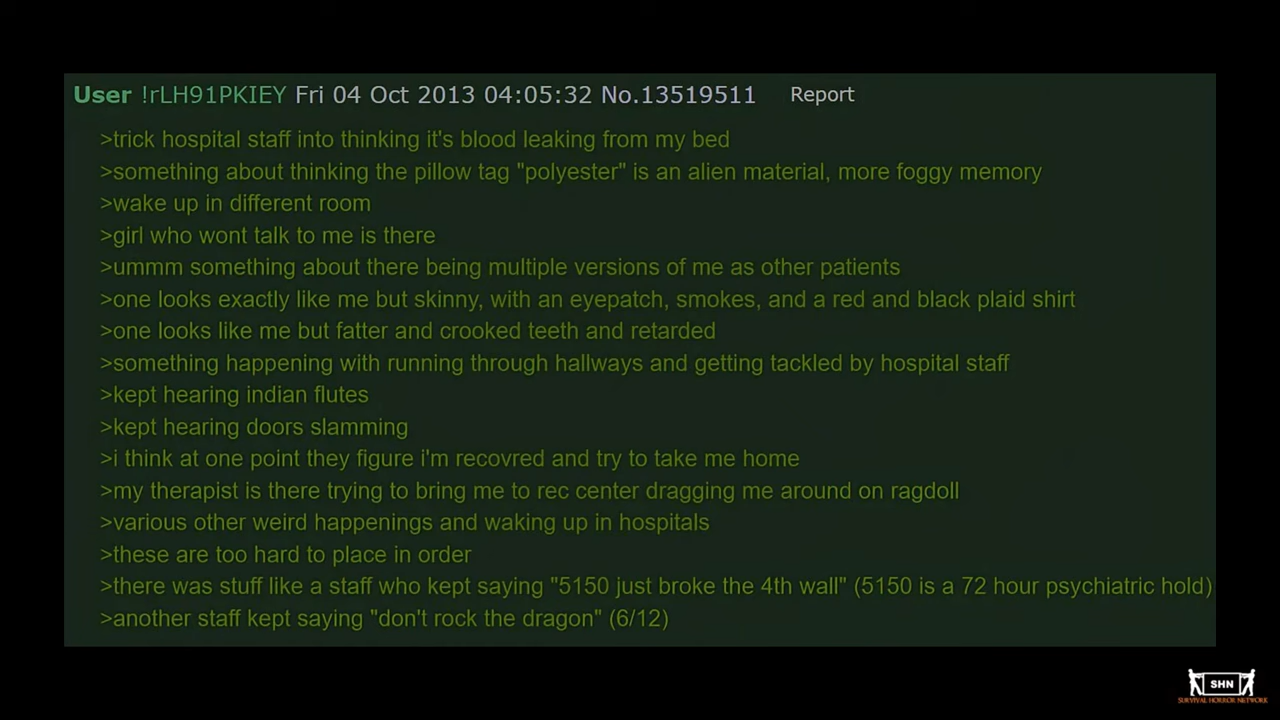 User !rLH91PKIEY Fri 04 Oct 2013 04:05:32 No.13519511 Report
>trick hospital staff into thinking it's blood leaking from my bed
>something about thinking the pillow tag "polyester" is an alien material, more foggy memory
>wake up in different room
>girl who wont talk to me is there
>ummm something about there being multiple versions of me as other patients
>one looks exactly like me but skinny, with an eyepatch, smokes, and a red and black plaid shirt
>one looks like me but fatter and crooked teeth and retarded
>something happening with running through hallways and getting tackled by hospital staff
>kept hearing indian flutes
>kept hearing doors slamming
>i think at one point they figure i'm recovred and try to take me home
>my therapist is there trying to bring me to rec center dragging me around on ragdoll
>various other weird happenings and waking up in hospitals
>these are too hard to place in order
>there was stuff like a staff who kept saying "5150 just broke the 4th wall" (5150 is a 72 hour psychiatric hold)
>another staff kept saying "don't rock the dragon" (6/12)
SHN
SURVIVAL HORROR NETWORK